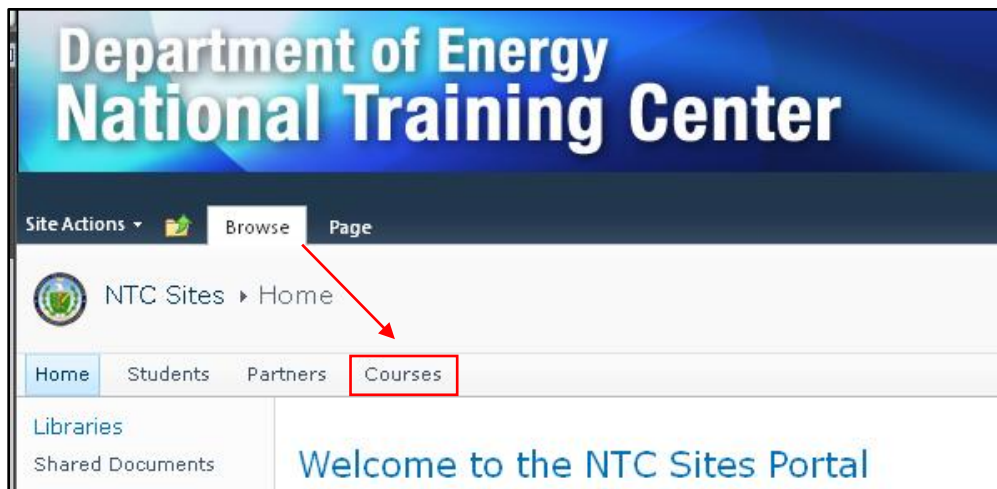 Department of Energy
National Training Center
Site Actions Browse Page
NTC Sites Home
Home Students Partners Courses
Libraries
Shared Documents
Welcome to the NTC Sites Portal